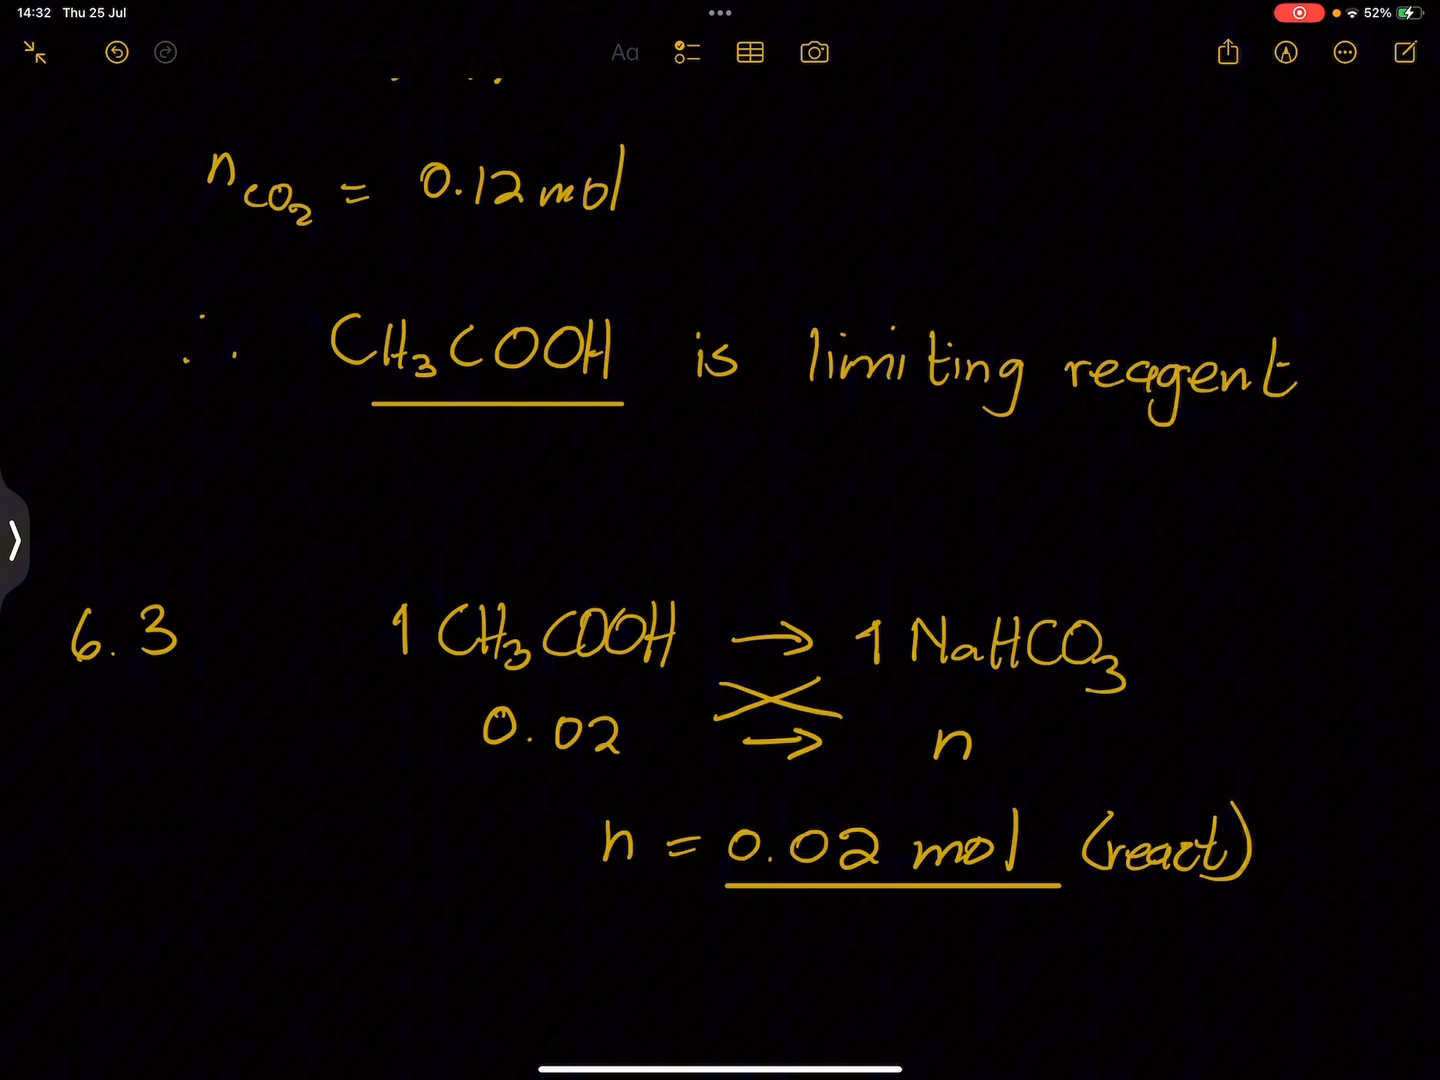 14:32 Thu 25 Jul
52%
Aa
n CO₂ = 0.12 mol
∴ CH₃COOH is limiting reagent
6.3 1 CH₃COOH → 1 NaHCO₃
0.02 → n
n = 0.02 mol (react)